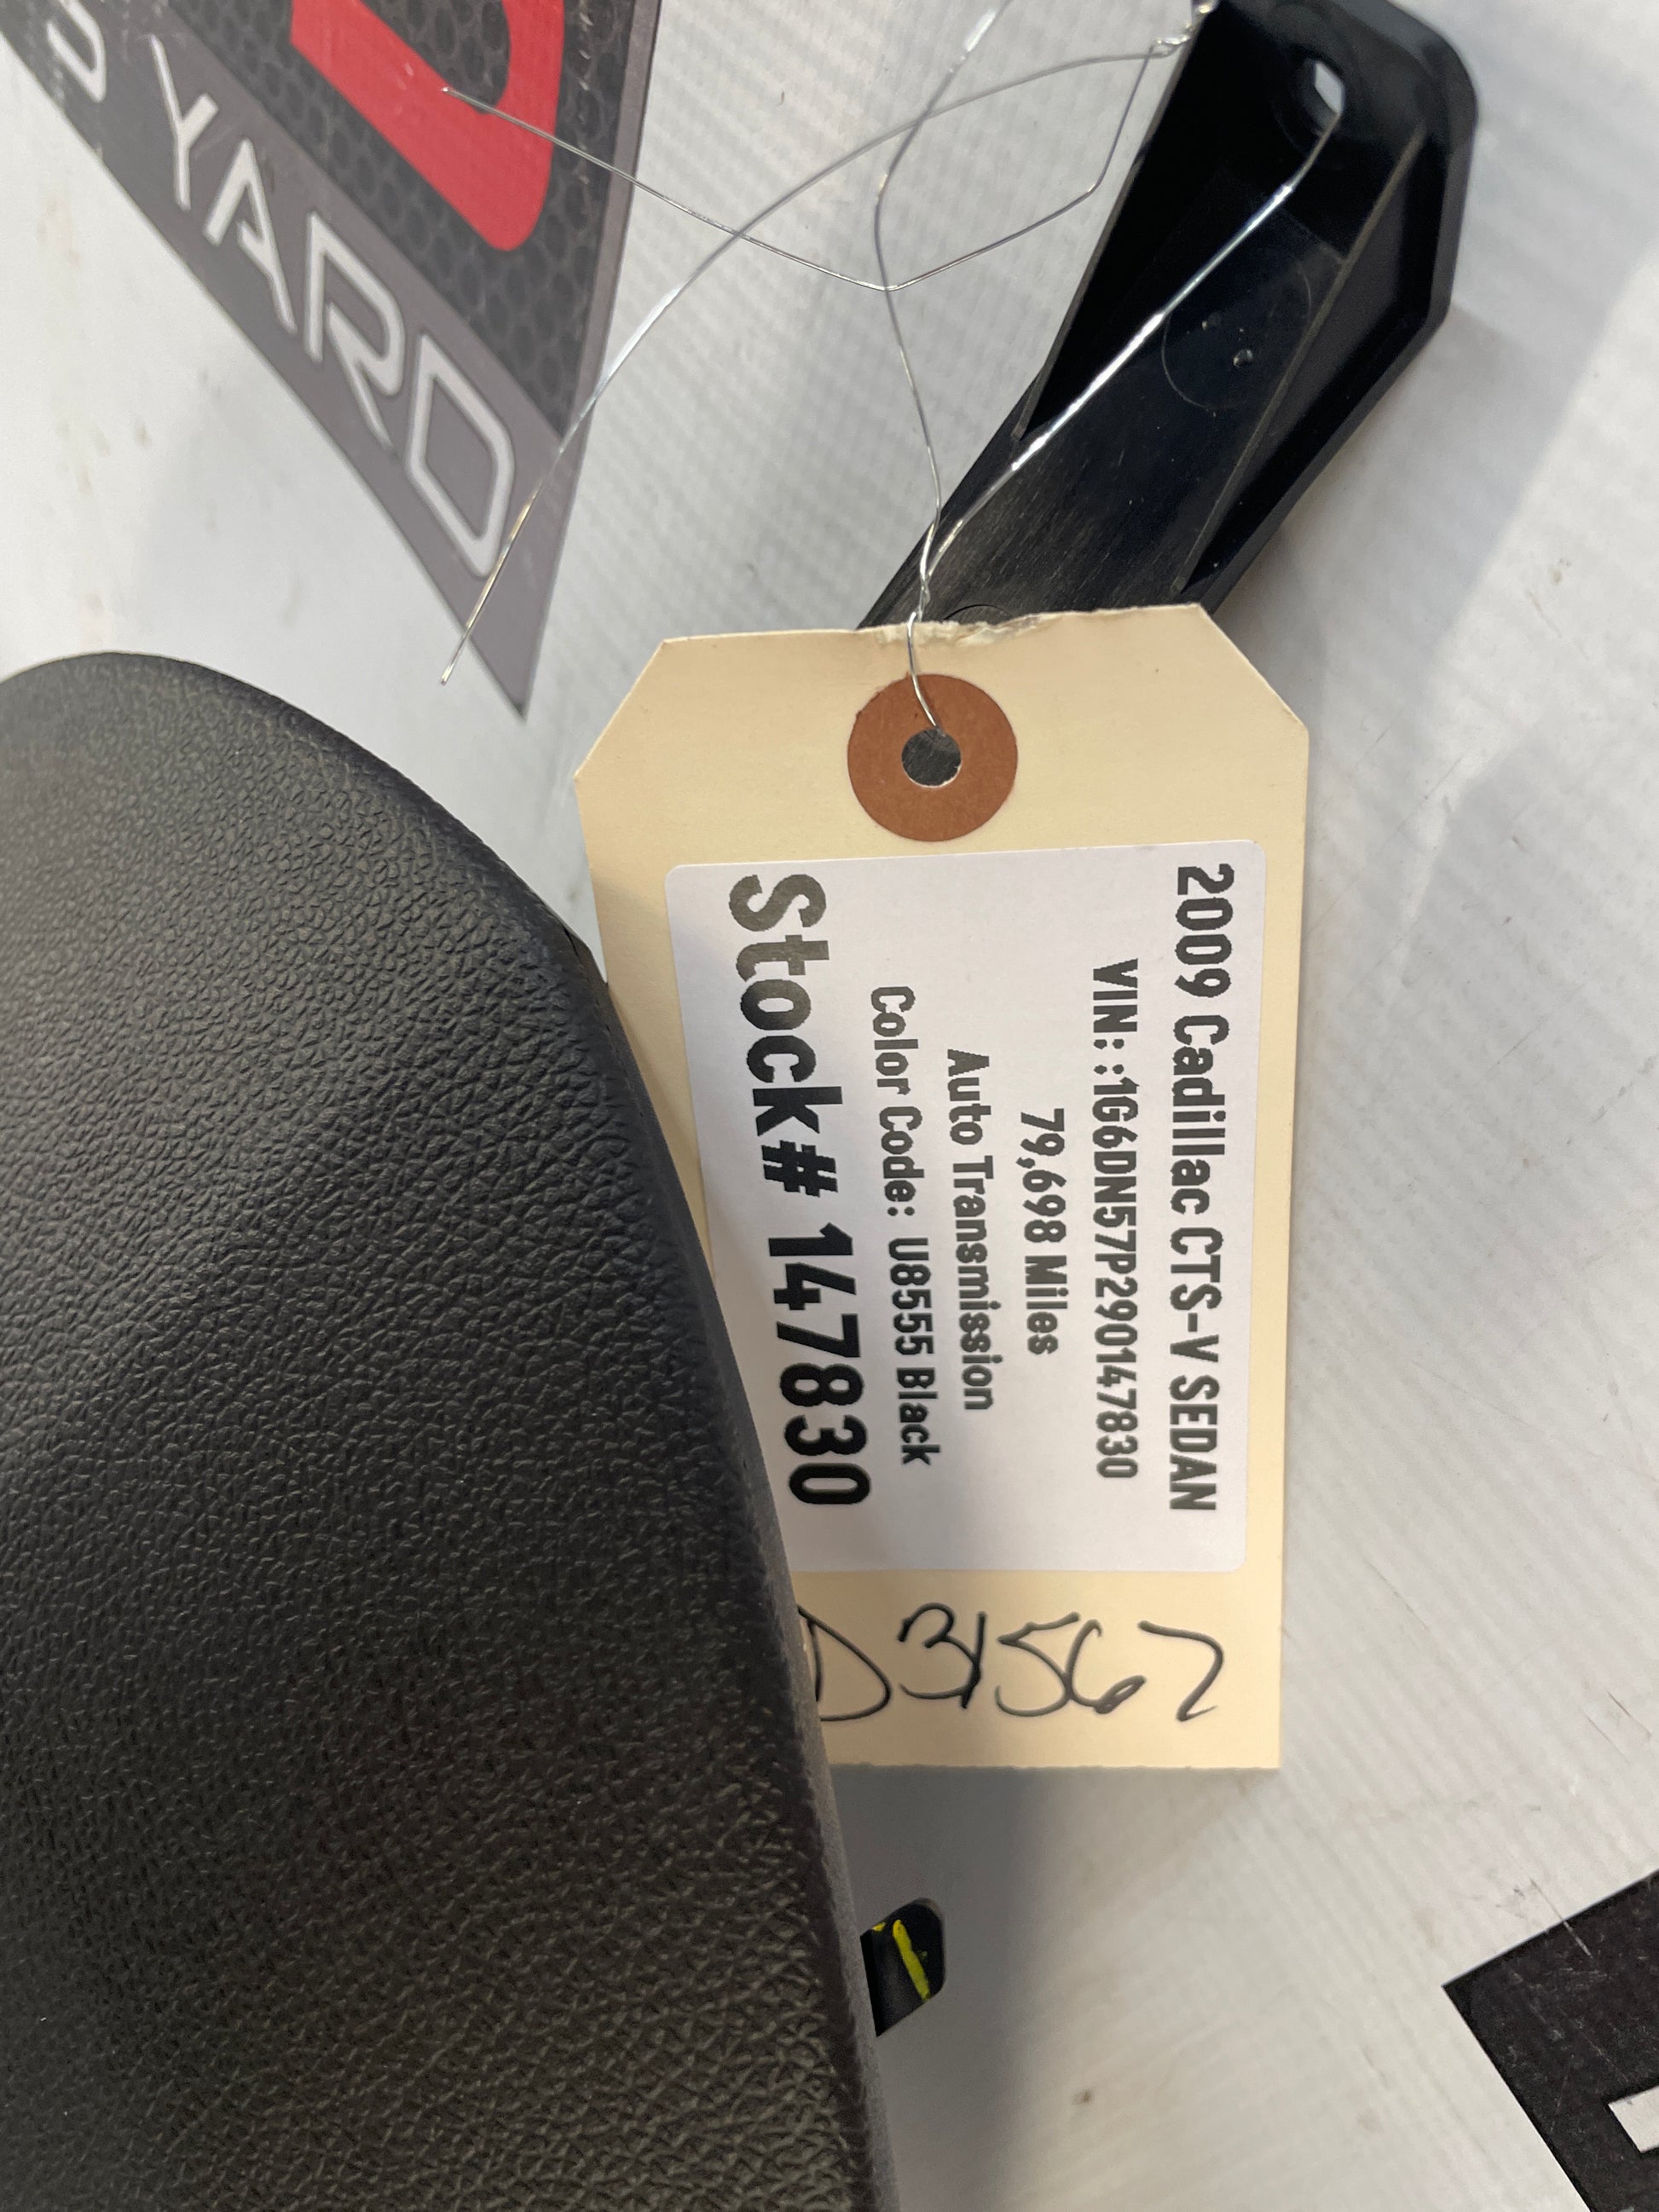 YARD
2009 Cadillac CTS-V SEDAN
VIN: :1G6DN57P290147830
79,698 Miles
Auto Transmission
Color Code: U8555 Black
Stock# 147830
D31567